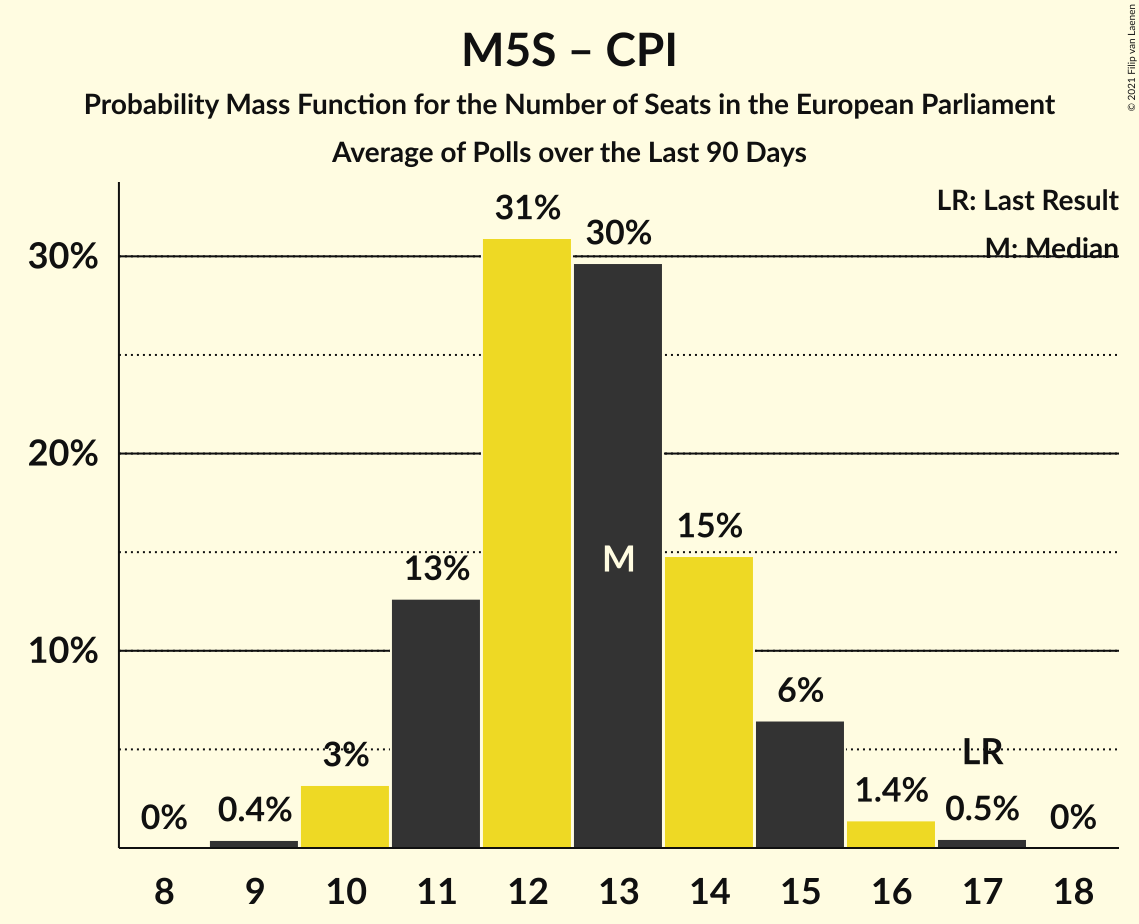 M5S – CPI
Probability Mass Function for the Number of Seats in the European Parliament
Average of Polls over the Last 90 Days
© 2021 Filip van Laenen
LR: Last Result
M: Median
30%
20%
10%
0%
0.4%
3%
13%
31%
30%
M
15%
6%
1.4%
LR
0.5%
0%
8 9 10 11 12 13 14 15 16 17 18